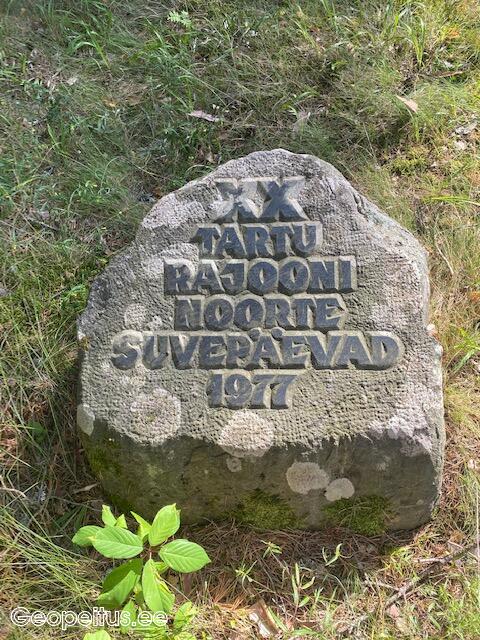 XX
TARTU
RAJOONI
NOORTE
SUVEPÄEVAD
1977
Geopeitus.ee